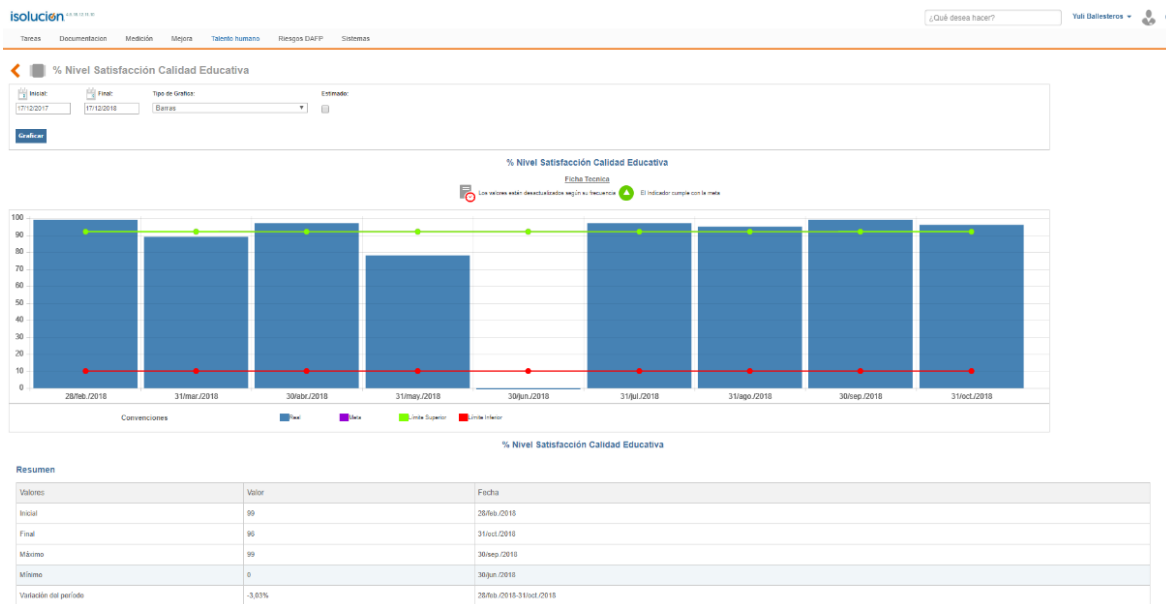 isolucion
¿Qué desea hacer?
Yuli Ballesteros
Tareas Documentacion Medición Mejora Talento humano Riesgos DAFP Sistemas
% Nivel Satisfacción Calidad Educativa
Inicial: Final: Tipo de Grafica: Estimado:
17/12/2017 17/12/2018 Barras
Graficar
% Nivel Satisfacción Calidad Educativa
Ficha Tecnica
Los valores están desactualizados según su frecuencia El Indicador cumple con la meta
100
90
80
70
60
50
40
30
20
10
0
28/feb./2018 31/mar./2018 30/abr./2018 31/may./2018 30/jun./2018 31/jul./2018 31/ago./2018 30/sep./2018 31/oct./2018
Convenciones Real Meta Límite Superior Límite Inferior
% Nivel Satisfacción Calidad Educativa
Resumen
Valores Valor Fecha
Inicial 99 28/feb./2018
Final 31/oct./2018
Máximo 99 30/sep./2018
Mínimo 0 30/jun./2018
Variación del período -3,03% 28/feb./2018-31/oct./2018